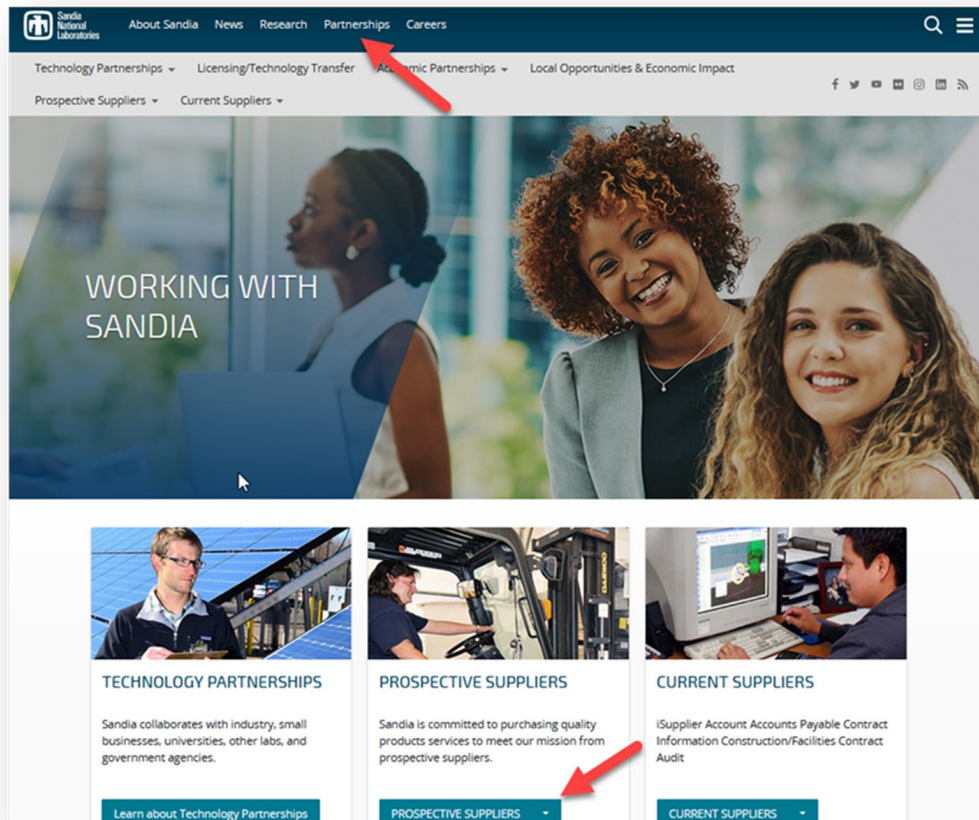 Sandia
National
Laboratories
About Sandia News Research Partnerships Careers
Technology Partnerships Licensing/Technology Transfer Partnerships Local Opportunities & Economic Impact
Prospective Suppliers Current Suppliers
WORKING WITH
SANDIA
DAEWOO
TECHNOLOGY PARTNERSHIPS
Sandia collaborates with industry, small
businesses, universities, other labs, and
government agencies.
Learn about Technology Partnerships
PROSPECTIVE SUPPLIERS
Sandia is committed to purchasing quality
products services to meet our mission from
prospective suppliers.
PROSPECTIVE SUPPLIERS
CURRENT SUPPLIERS
iSupplier Account Accounts Payable Contract
Information Construction/Facilities Contract
Audit
CURRENT SUPPLIERS